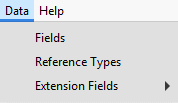 Data Help
Fields
Reference Types
Extension Fields